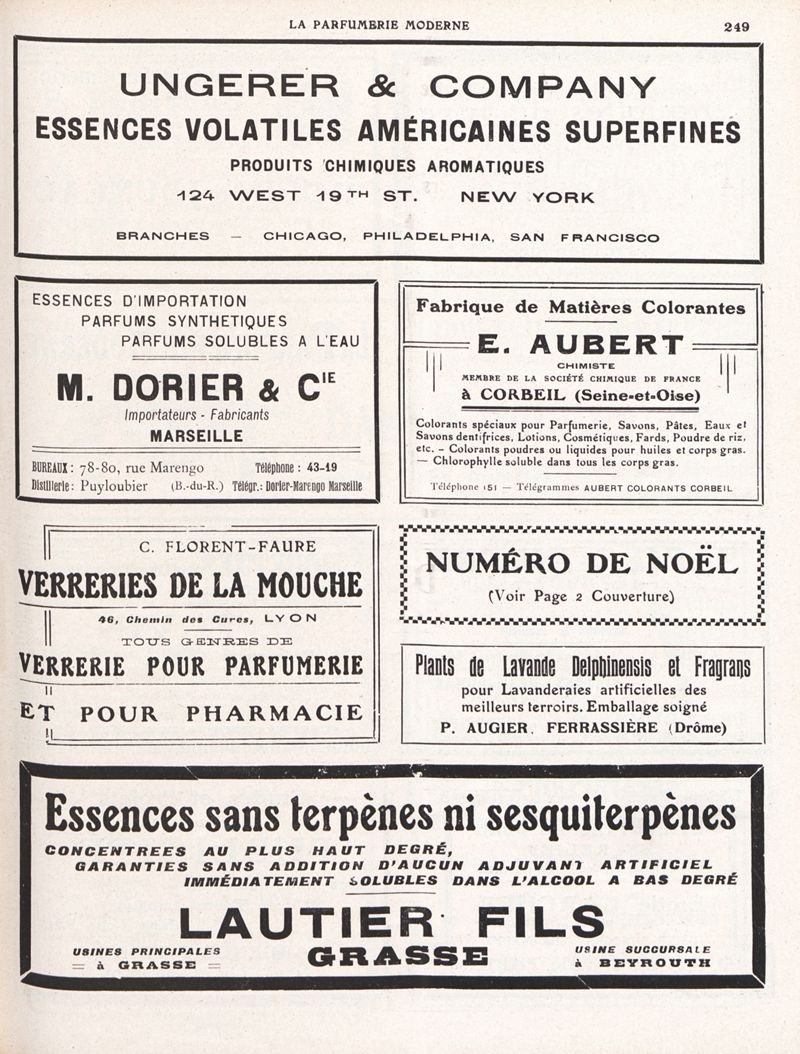 LA PARFUMERIE MODERNE
249
UNGERER & COMPANY
ESSENCES VOLATILES AMÉRICAINES SUPERFINES
PRODUITS CHIMIQUES AROMATIQUES
124 WEST 19TH ST. NEW YORK
BRANCHES — CHICAGO, PHILADELPHIA, SAN FRANCISCO
ESSENCES D'IMPORTATION
PARFUMS SYNTHETIQUES
PARFUMS SOLUBLES A L'EAU
M. DORIER & CIE
Importateurs - Fabricants
MARSEILLE
BUREAUX : 78-80, rue Marengo Téléphone : 43-19
Distillerie : Puyloubier (B.-du-R.) Télégr.: Dorier-Marengo Marseille
Fabrique de Matières Colorantes
E. AUBERT
CHIMISTE
MEMBRE DE LA SOCIÉTÉ CHIMIQUE DE FRANCE
à CORBEIL (Seine-et-Oise)
Colorants spéciaux pour Parfumerie, Savons, Pâtes, Eaux et
Savons dentifrices, Lotions, Cosmétiques, Fards, Poudre de riz,
etc. – Colorants poudres ou liquides pour huiles et corps gras.
— Chlorophylle soluble dans tous les corps gras.
Téléphone 151 — Télégrammes AUBERT COLORANTS CORBEIL
C. FLORENT-FAURE
VERRERIES DE LA MOUCHE
46, Chemin des Cures, LYON
TOUS GENRES DE
VERRERIE POUR PARFUMERIE
ET POUR PHARMACIE
NUMÉRO DE NOËL
(Voir Page 2 Couverture)
Plants de Lavande Delphinensis et Fragrans
pour Lavanderaies artificielles des
meilleurs terroirs. Emballage soigné
P. AUGIER, FERRASSIÈRE (Drôme)
Essences sans terpènes ni sesquiterpènes
CONCENTREES AU PLUS HAUT DEGRÉ,
GARANTIES SANS ADDITION D'AUCUN ADJUVANT ARTIFICIEL
IMMÉDIATEMENT SOLUBLES DANS L'ALCOOL A BAS DEGRÉ
LAUTIER FILS
USINES PRINCIPALES
= à GRASSE =
GRASSE
USINE SUCCURSALE
à BEYROUTH